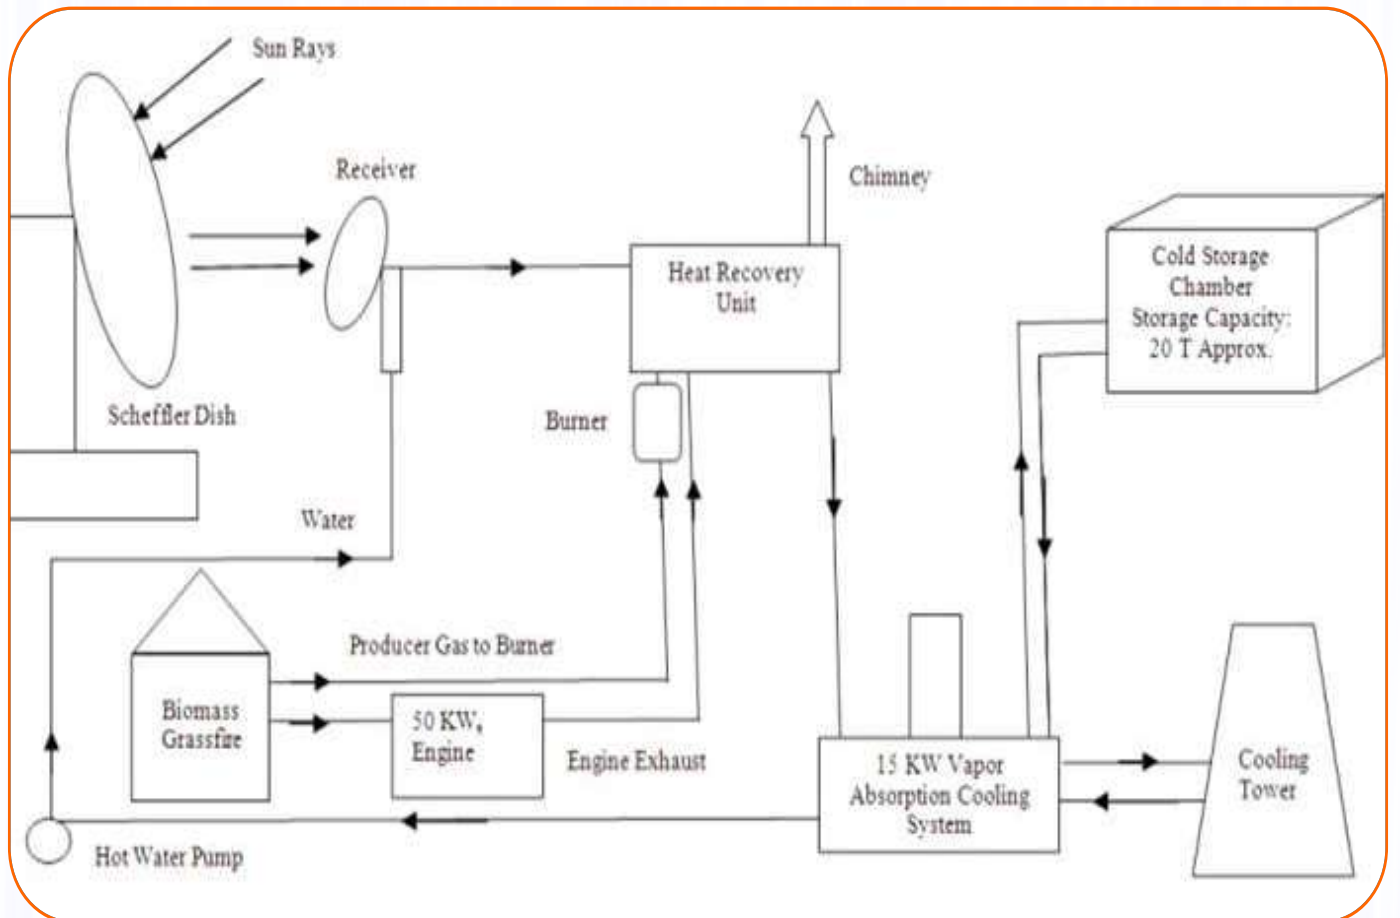 Sun Rays
Receiver
Chimney
Heat Recovery
Unit
Cold Storage
Chamber
Storage Capacity:
20 T Approx.
Scheffler Dish
Burner
Water
Producer Gas to Burner
Biomass
Grassfire
50 KWe
Engine
Engine Exhaust
15 KW Vapor
Absorption Cooling
System
Cooling
Tower
Hot Water Pump